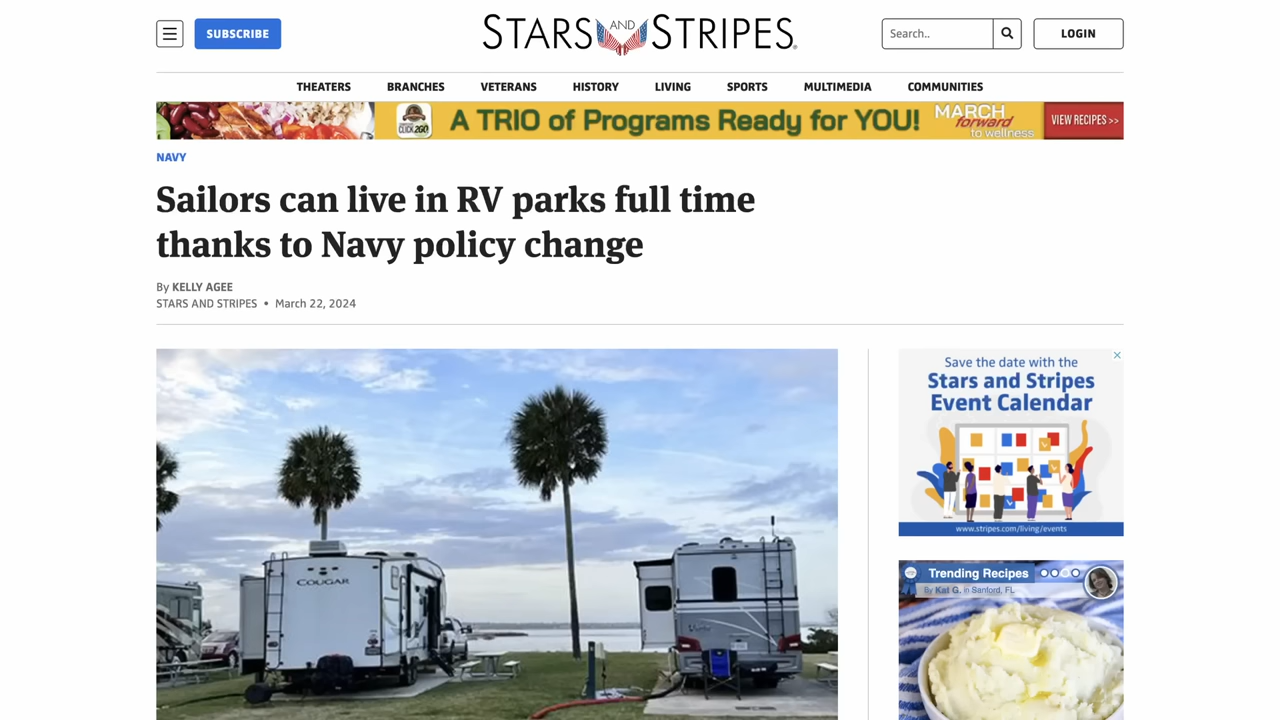 SUBSCRIBE
STARS AND STRIPES
Search..
LOGIN
THEATERS
BRANCHES
VETERANS
HISTORY
LIVING
SPORTS
MULTIMEDIA
COMMUNITIES
CLICK2GO
A TRIO of Programs Ready for YOU!
MARCH
forward
to wellness
VIEW RECIPES >>
NAVY
Sailors can live in RV parks full time
thanks to Navy policy change
By KELLY AGEE
STARS AND STRIPES • March 22, 2024
COUGAR
Save the date with the
Stars and Stripes
Event Calendar
www.stripes.com/living/events
Trending Recipes
By Kat G. in Sanford, FL